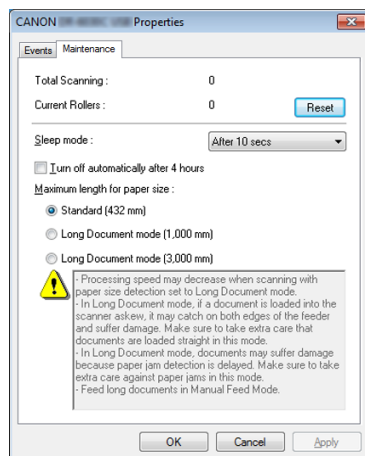 CANON USB Properties
Events Maintenance
Total Scanning : 0
Current Rollers : 0 Reset
Sleep mode : After 10 secs
Turn off automatically after 4 hours
Maximum length for paper size :
Standard (432 mm)
Long Document mode (1,000 mm)
Long Document mode (3,000 mm)
- Processing speed may decrease when scanning with
paper size detection set to Long Document mode.
- In Long Document mode, if a document is loaded into the
scanner askew, it may catch on both edges of the feeder
and suffer damage. Make sure to take extra care that
documents are loaded straight in this mode.
- In Long Document mode, documents may suffer damage
because paper jam detection is delayed. Make sure to take
extra care against paper jams in this mode.
- Feed long documents in Manual Feed Mode.
OK Cancel Apply